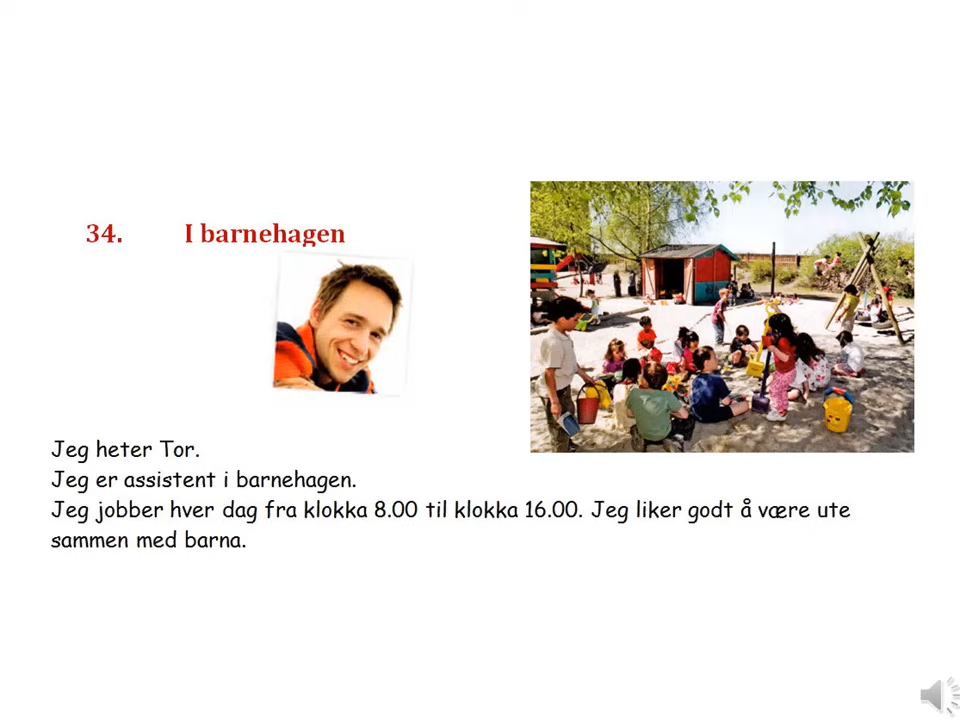 34. I barnehagen
Jeg heter Tor.
Jeg er assistent i barnehagen.
Jeg jobber hver dag fra klokka 8.00 til klokka 16.00. Jeg liker godt å være ute
sammen med barna.